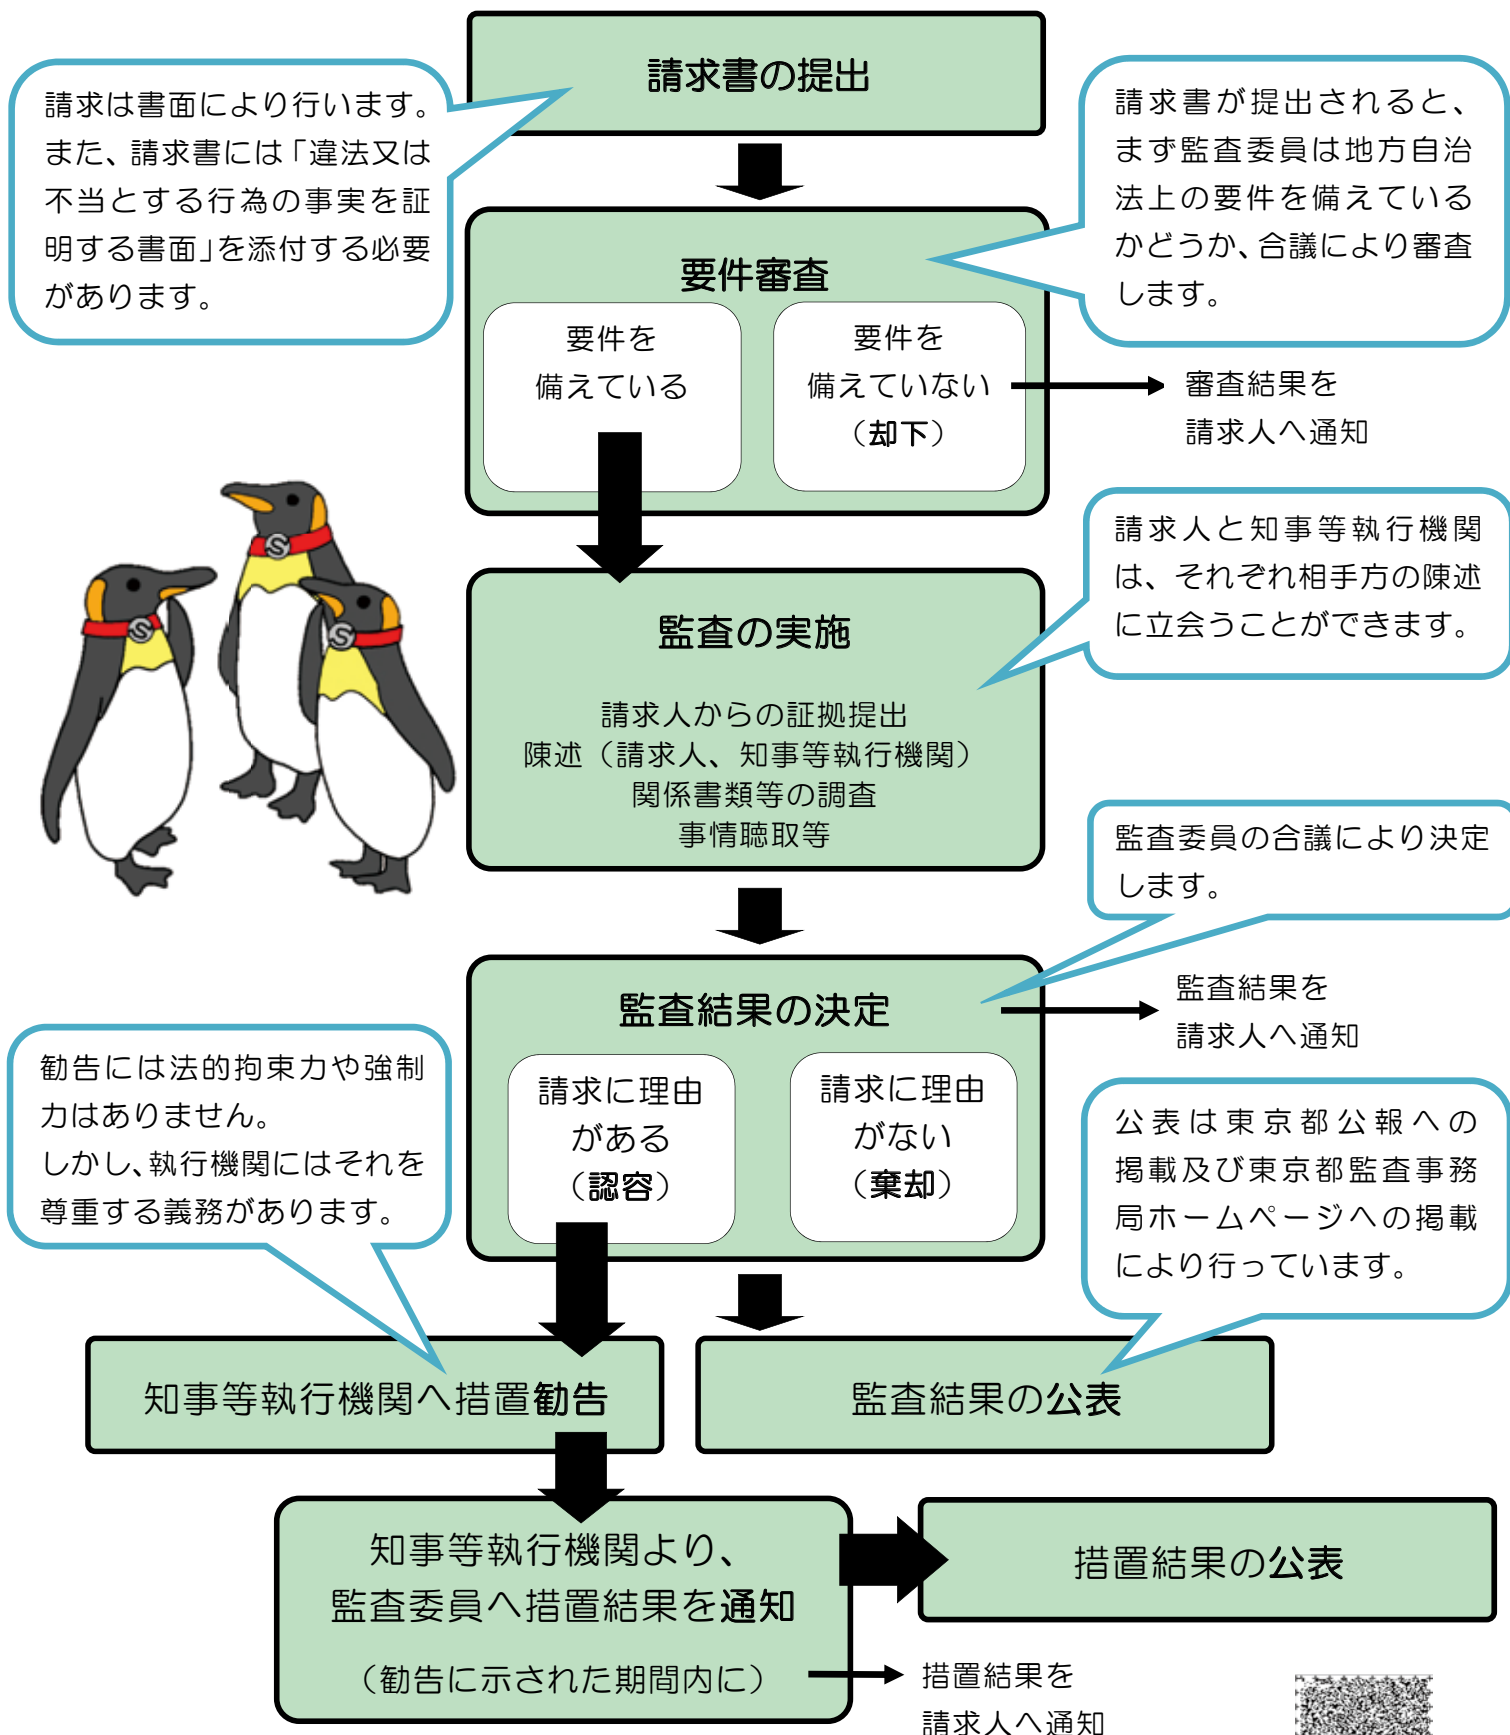 請求書の提出
請求は書面により行います。
また、請求書には「違法又は
不当とする行為の事実を証
明する書面」を添付する必要
があります。
請求書が提出されると、
まず監査委員は地方自治
法上の要件を備えている
かどうか、合議により審査
します。
要件審査
要件を
備えている
要件を
備えていない
（却下）
審査結果を
請求人へ通知
請求人と知事等執行機関
は、それぞれ相手方の陳述
に立会うことができます。
S
S
S
監査の実施
請求人からの証拠提出
陳述（請求人、知事等執行機関）
関係書類等の調査
事情聴取等
監査委員の合議により決定
します。
監査結果の決定
監査結果を
請求人へ通知
請求に理由
がある
（認容）
請求に理由
がない
（棄却）
勧告には法的拘束力や強制
力はありません。
しかし、執行機関にはそれを
尊重する義務があります。
公表は東京都公報への
掲載及び東京都監査事務
局ホームページへの掲載
により行っています。
知事等執行機関へ措置勧告
監査結果の公表
知事等執行機関より、
監査委員へ措置結果を通知
（勧告に示された期間内に）
措置結果の公表
措置結果を
請求人へ通知